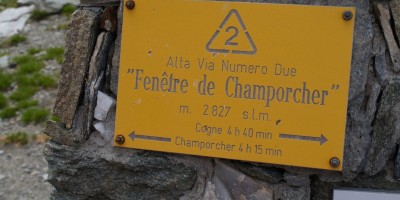 2
Alta Via Numero Due
"Fenêtre de Champorcher"
m. 2.827 s.l.m.
Cogne 4 h 40 min
Champorcher 4 h 15 min